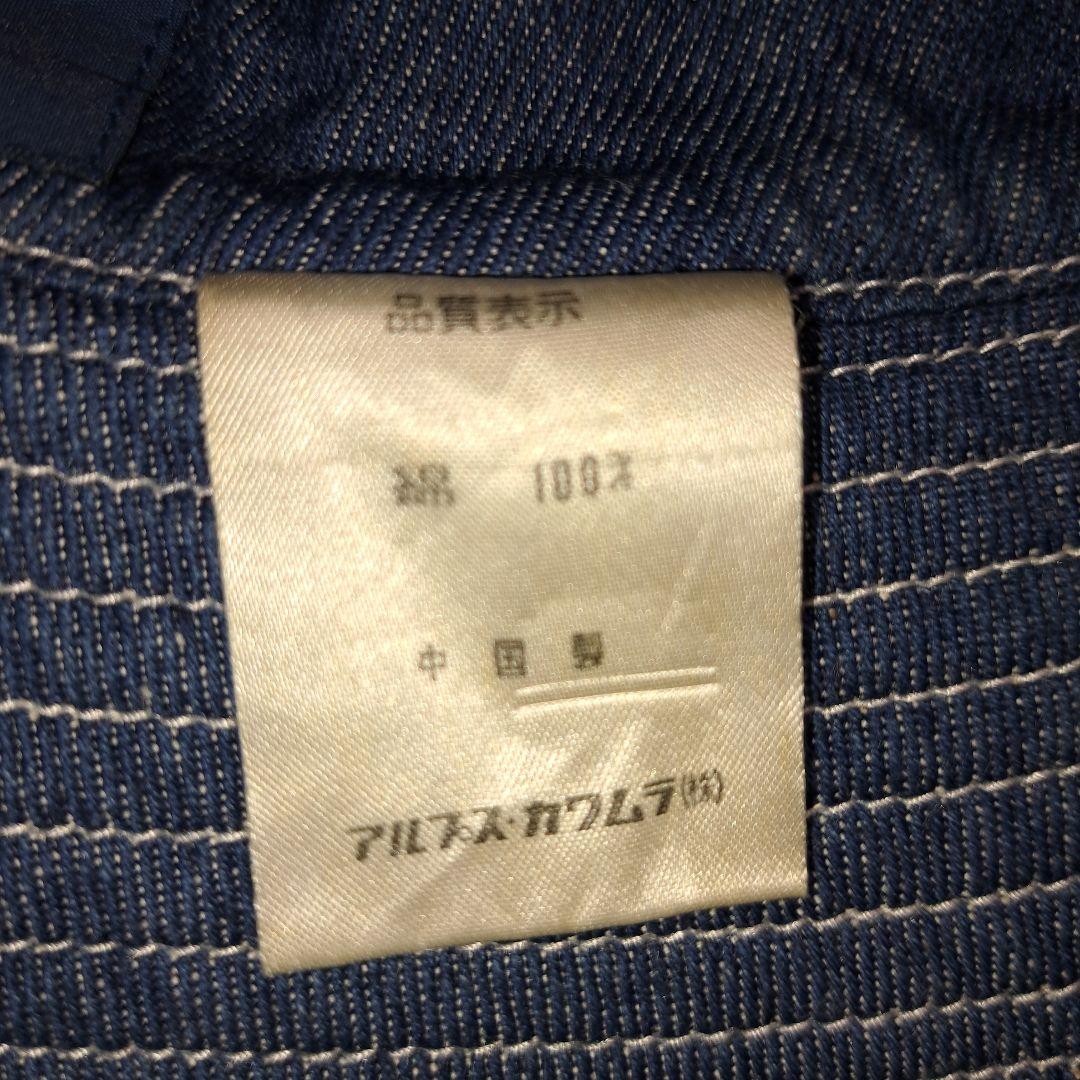 品質表示
綿 100%
中国製
アルプス・カワムラ(株)